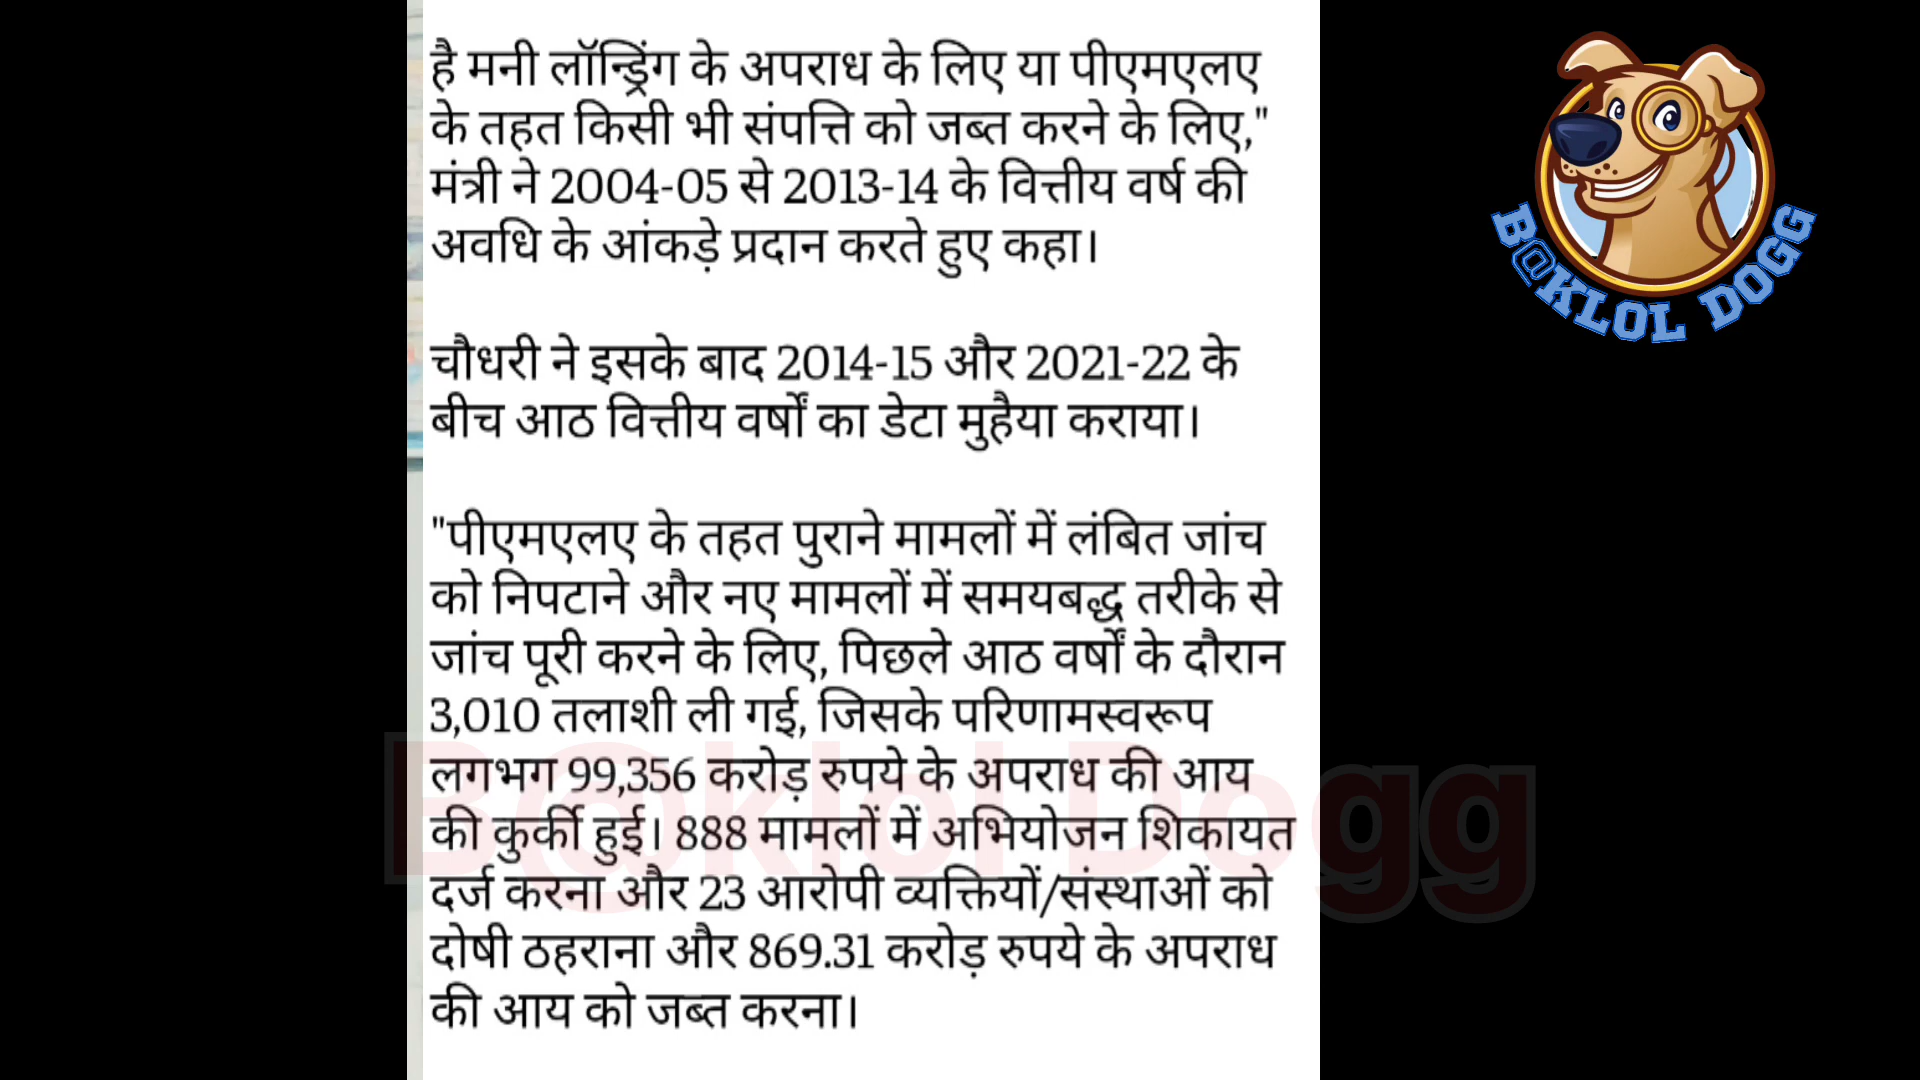 है मनी लॉन्ड्रिंग के अपराध के लिए या पीएमएलए
के तहत किसी भी संपत्ति को जब्त करने के लिए,"
मंत्री ने 2004-05 से 2013-14 के वित्तीय वर्ष की
अवधि के आंकड़े प्रदान करते हुए कहा।
चौधरी ने इसके बाद 2014-15 और 2021-22 के
बीच आठ वित्तीय वर्षों का डेटा मुहैया कराया।
"पीएमएलए के तहत पुराने मामलों में लंबित जांच
को निपटाने और नए मामलों में समयबद्ध तरीके से
जांच पूरी करने के लिए, पिछले आठ वर्षों के दौरान
3,010 तलाशी ली गई, जिसके परिणामस्वरूप
लगभग 99,356 करोड़ रुपये के अपराध की आय
की कुर्की हुई। 888 मामलों में अभियोजन शिकायत
दर्ज करना और 23 आरोपी व्यक्तियों/संस्थाओं को
दोषी ठहराना और 869.31 करोड़ रुपये के अपराध
की आय को जब्त करना।
B@KLOL DOGG
B@klol Dogg